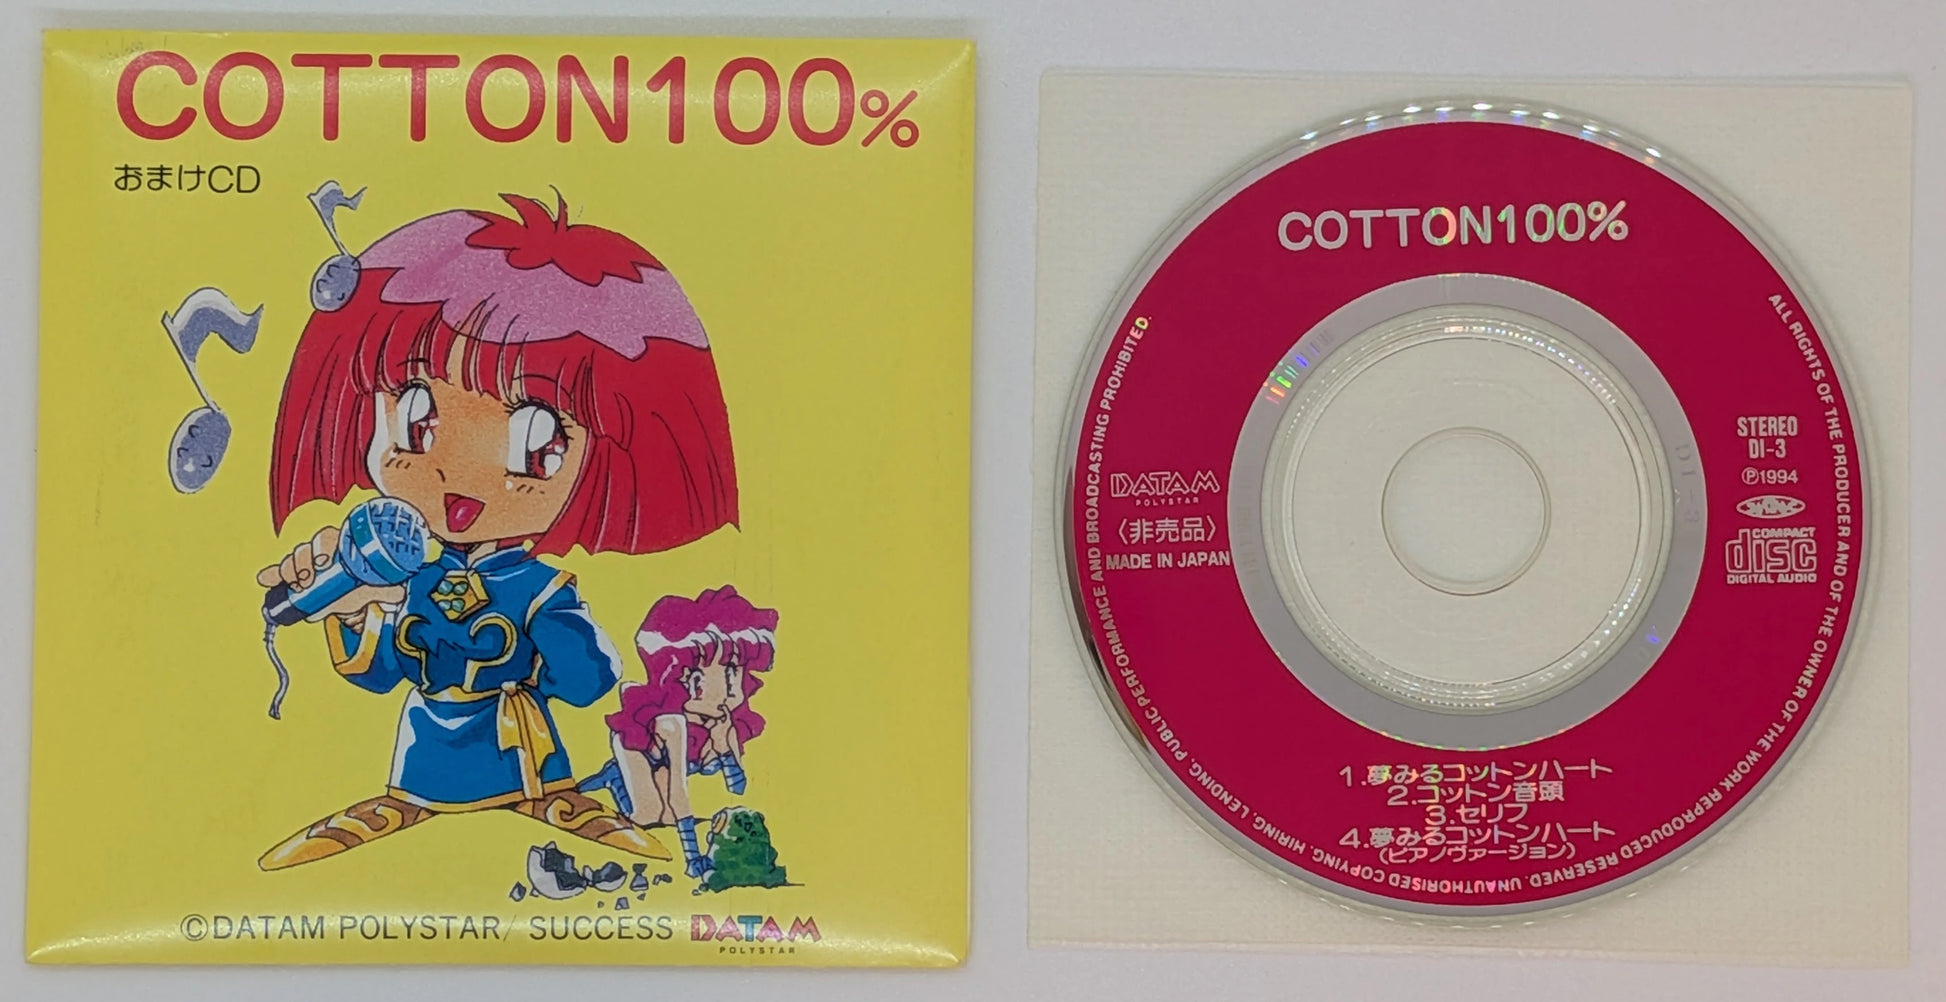 COTTON100%
おまけCD
©DATAM POLYSTAR/ SUCCESS DATAM
POLYSTAR
COTTON100%
ALL RIGHTS OF THE PRODUCER AND OF THE OWNER OF THE WORK REPRODUCED RESERVED. UNAUTHORISED COPYING, HIRING, LENDING, PUBLIC PERFORMANCE AND BROADCASTING PROHIBITED.
DATAM
POLYSTAR
〈非売品〉
MADE IN JAPAN
STEREO
DI-3
Ⓟ1994
COMPACT
disc
DIGITAL AUDIO
DI-3
1.夢みるコットンハート
2.コットン音頭
3.セリフ
4.夢みるコットンハート
(ピアノヴァージョン)